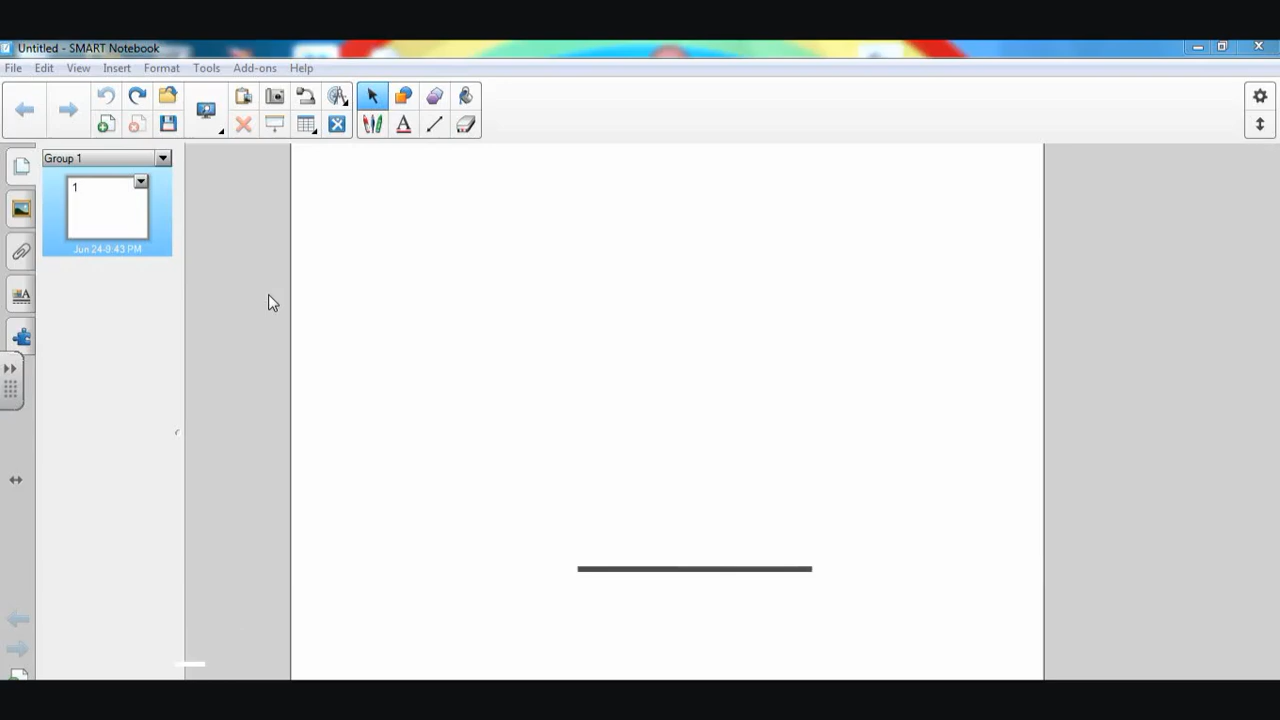 Untitled - SMART Notebook
File Edit View Insert Format Tools Add-ons Help
Group 1
1
Jun 24-9:43 PM